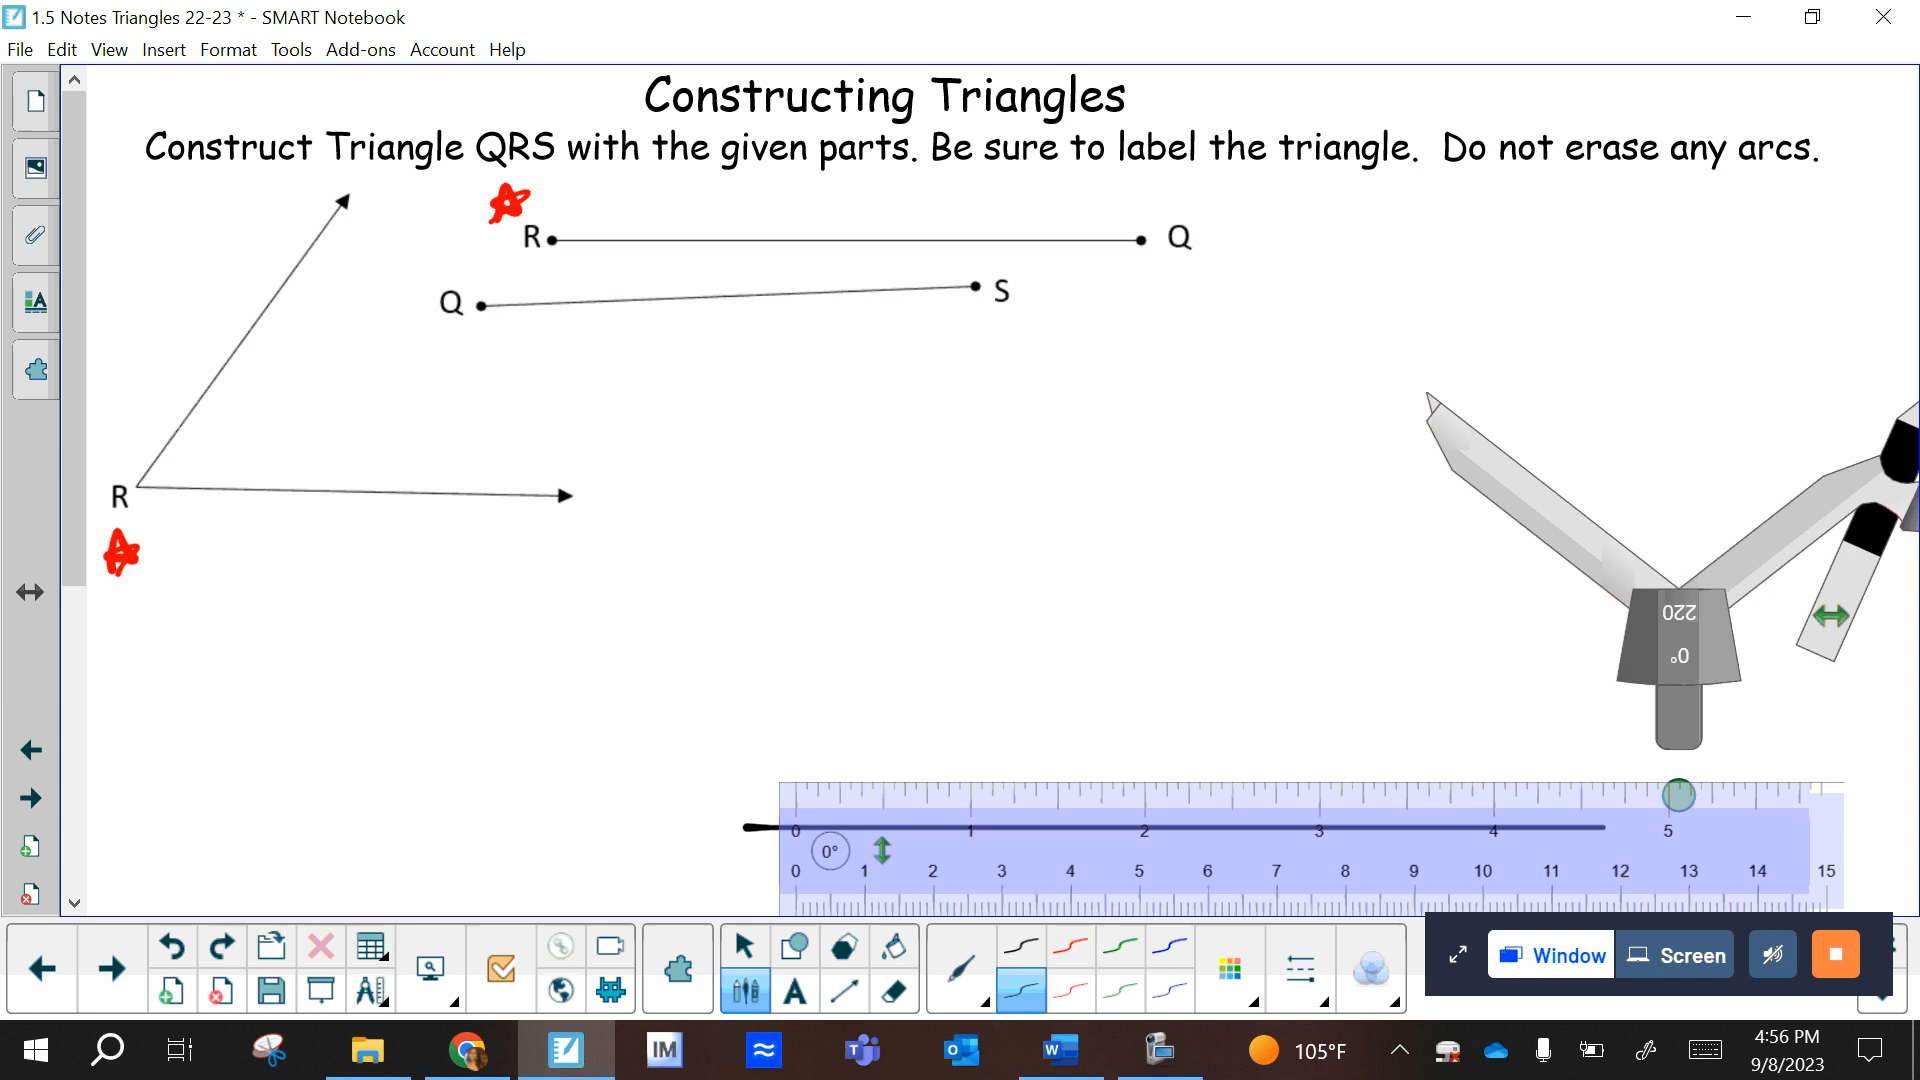 1.5 Notes Triangles 22-23 * - SMART Notebook
File Edit View Insert Format Tools Add-ons Account Help
Constructing Triangles
Construct Triangle QRS with the given parts. Be sure to label the triangle. Do not erase any arcs.
R Q
Q S
R
220
0°
0 1 2 3 4 5
0°
0 1 2 3 4 5 6 7 8 9 10 11 12 13 14 15
Window Screen
A
IM
T
W
105°F
4:56 PM
9/8/2023